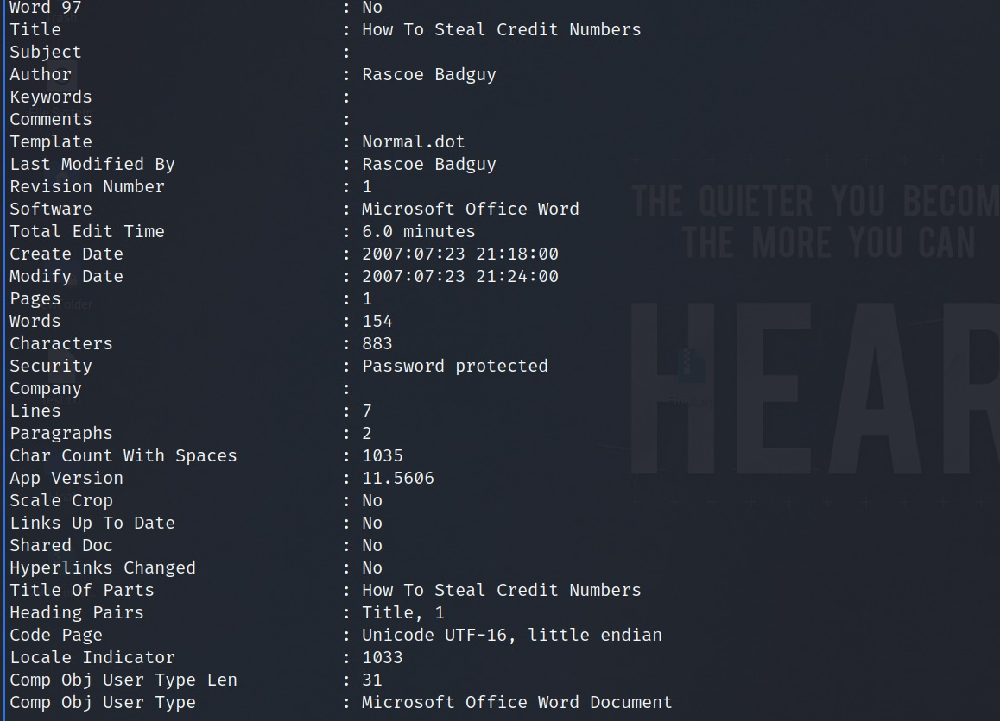 Word 97 : No
Title : How To Steal Credit Numbers
Subject :
Author : Rascoe Badguy
Keywords :
Comments :
Template : Normal.dot
Last Modified By : Rascoe Badguy
Revision Number : 1
Software : Microsoft Office Word
Total Edit Time : 6.0 minutes
Create Date : 2007:07:23 21:18:00
Modify Date : 2007:07:23 21:24:00
Pages : 1
Words : 154
Characters : 883
Security : Password protected
Company :
Lines : 7
Paragraphs : 2
Char Count With Spaces : 1035
App Version : 11.5606
Scale Crop : No
Links Up To Date : No
Shared Doc : No
Hyperlinks Changed : No
Title Of Parts : How To Steal Credit Numbers
Heading Pairs : Title, 1
Code Page : Unicode UTF-16, little endian
Locale Indicator : 1033
Comp Obj User Type Len : 31
Comp Obj User Type : Microsoft Office Word Document
THE QUIETER YOU BECOM
THE MORE YOU CAN
HEAR